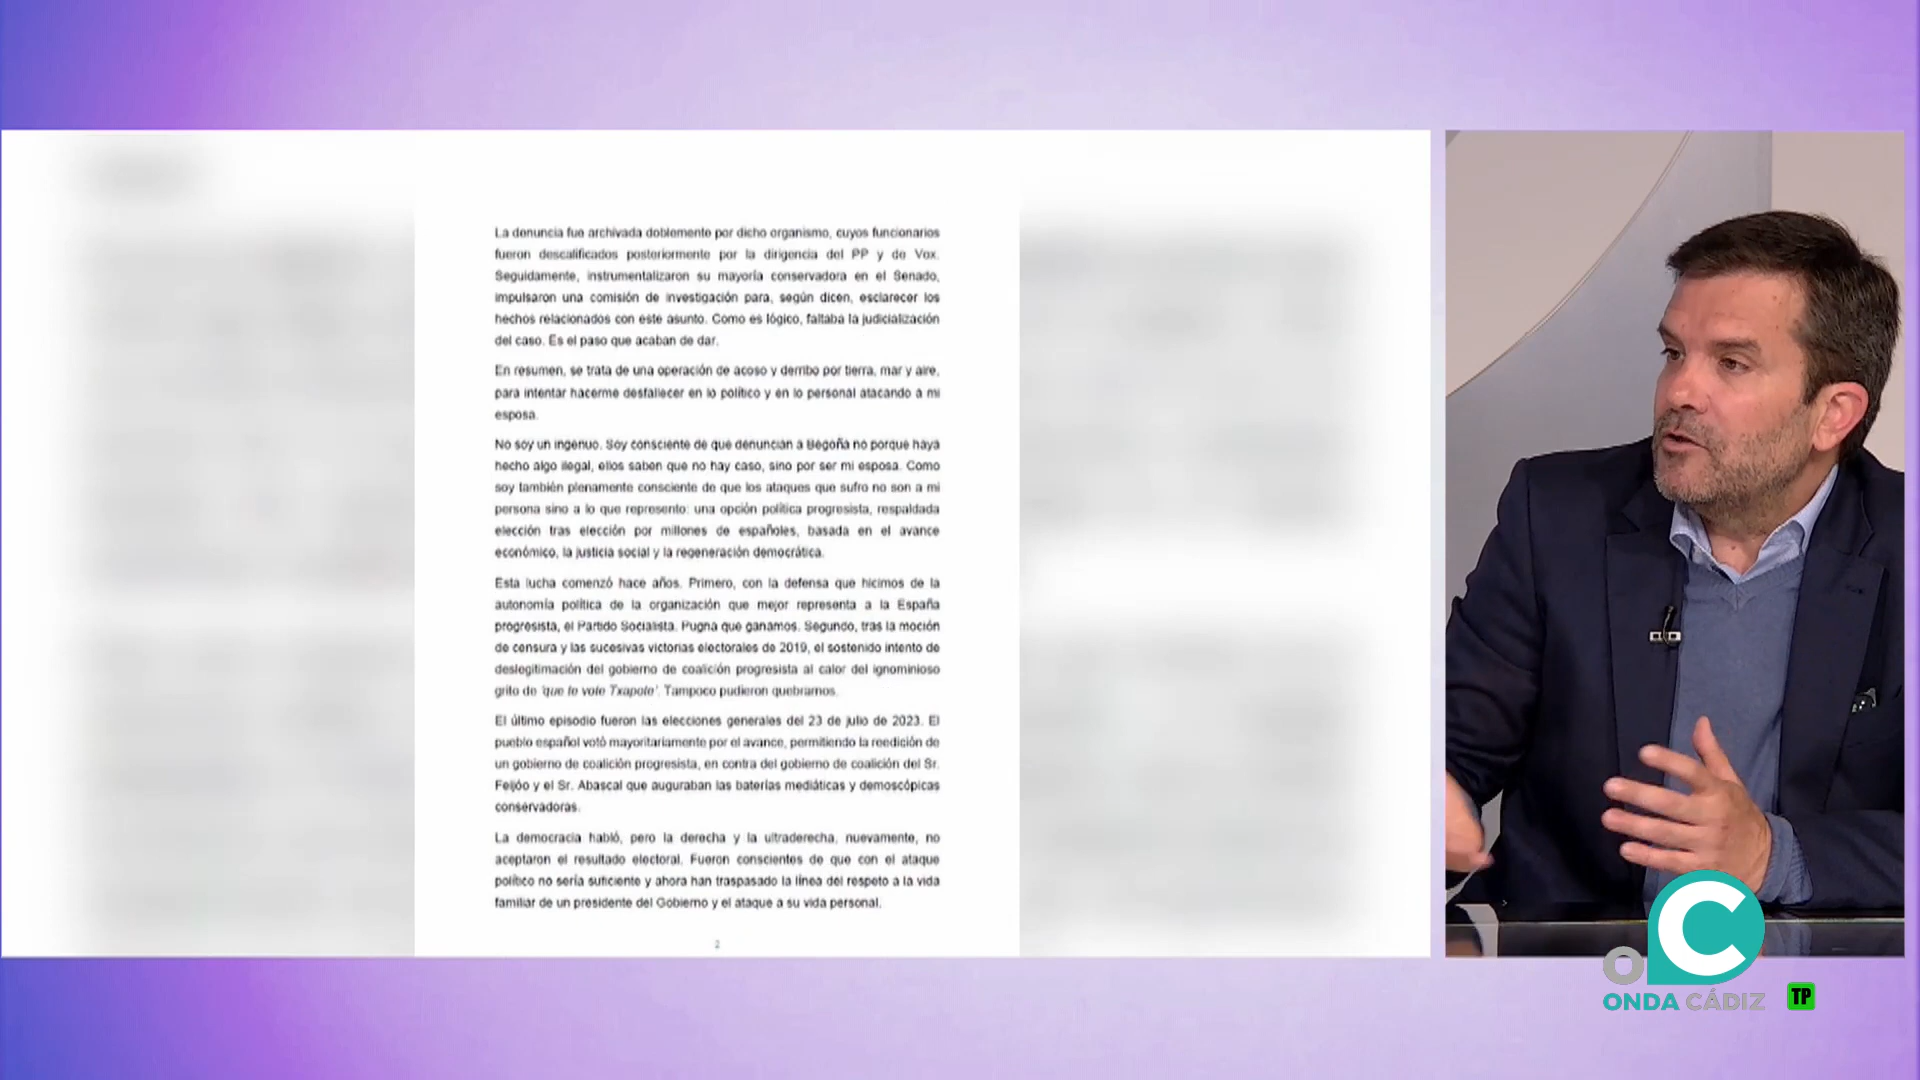 La denuncia fue archivada doblemente por dicho organismo, cuyos funcionarios
fueron descalificados posteriormente por la dirigencia del PP y de Vox.
Seguidamente, instrumentalizaron su mayoría conservadora en el Senado,
impulsaron una comisión de investigación para, según dicen, esclarecer los
hechos relacionados con este asunto. Como es lógico, faltaba la judicialización
del caso. Es el paso que acaban de dar.
En resumen, se trata de una operación de acoso y derribo por tierra, mar y aire,
para intentar hacerme desfallecer en lo político y en lo personal atacando a mi
esposa.
No soy un ingenuo. Soy consciente de que denuncian a Begoña no porque haya
hecho algo ilegal, ellos saben que no hay caso, sino por ser mi esposa. Como
soy también plenamente consciente de que los ataques que sufro no son a mi
persona sino a lo que represento: una opción política progresista, respaldada
elección tras elección por millones de españoles, basada en el avance
económico, la justicia social y la regeneración democrática.
Esta lucha comenzó hace años. Primero, con la defensa que hicimos de la
autonomía política de la organización que mejor representa a la España
progresista, el Partido Socialista. Pugna que ganamos. Segundo, tras la moción
de censura y las sucesivas victorias electorales de 2019, el sostenido intento de
deslegitimación del gobierno de coalición progresista al calor del ignominioso
grito de 'que te vote Txapote'. Tampoco pudieron quebrarnos.
El último episodio fueron las elecciones generales del 23 de julio de 2023. El
pueblo español votó mayoritariamente por el avance, permitiendo la reedición de
un gobierno de coalición progresista, en contra del gobierno de coalición del Sr.
Feijóo y el Sr. Abascal que auguraban las baterías mediáticas y demoscópicas
conservadoras.
La democracia habló, pero la derecha y la ultraderecha, nuevamente, no
aceptaron el resultado electoral. Fueron conscientes de que con el ataque
político no sería suficiente y ahora han traspasado la línea del respeto a la vida
familiar de un presidente del Gobierno y el ataque a su vida personal.
2
OC
ONDA CÁDIZ
TP